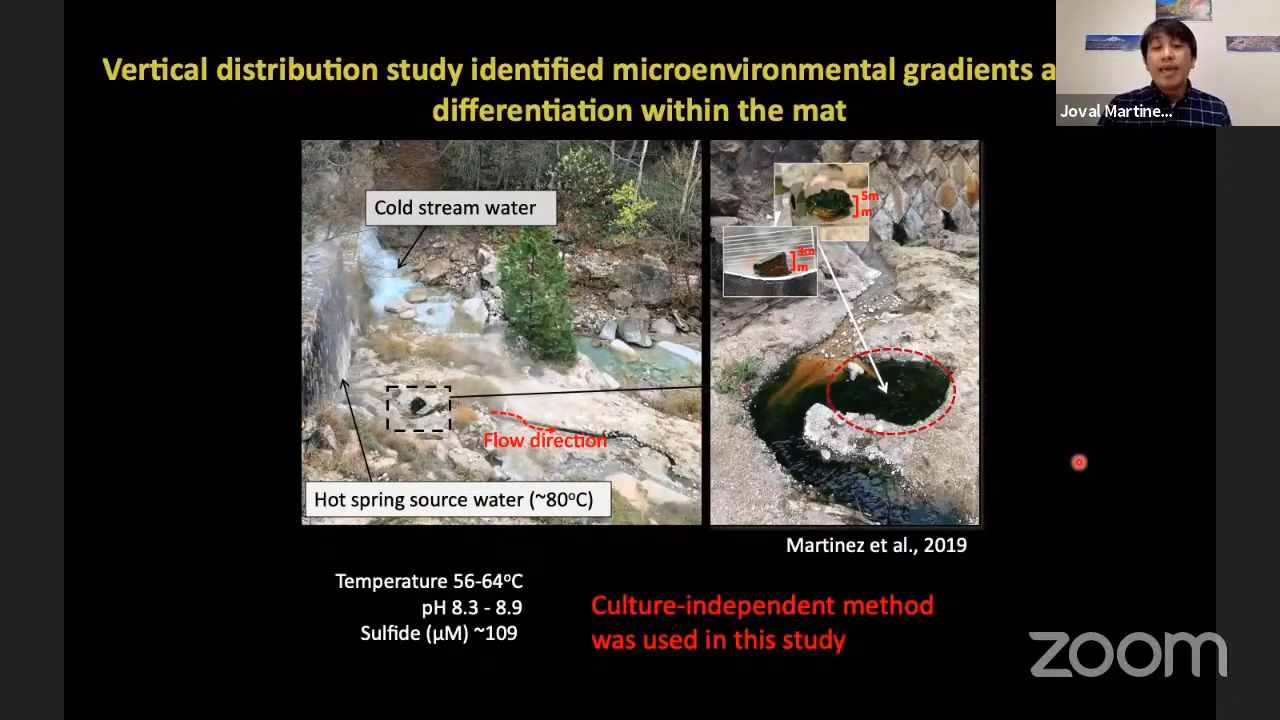 Vertical distribution study identified microenvironmental gradients a
differentiation within the mat
Joval Martine...
Cold stream water
5m
m
m
Flow direction
Hot spring source water (~80°C)
Martinez et al., 2019
Temperature 56-64°C
pH 8.3 - 8.9
Sulfide (µM) ~109
Culture-independent method
was used in this study
zoom